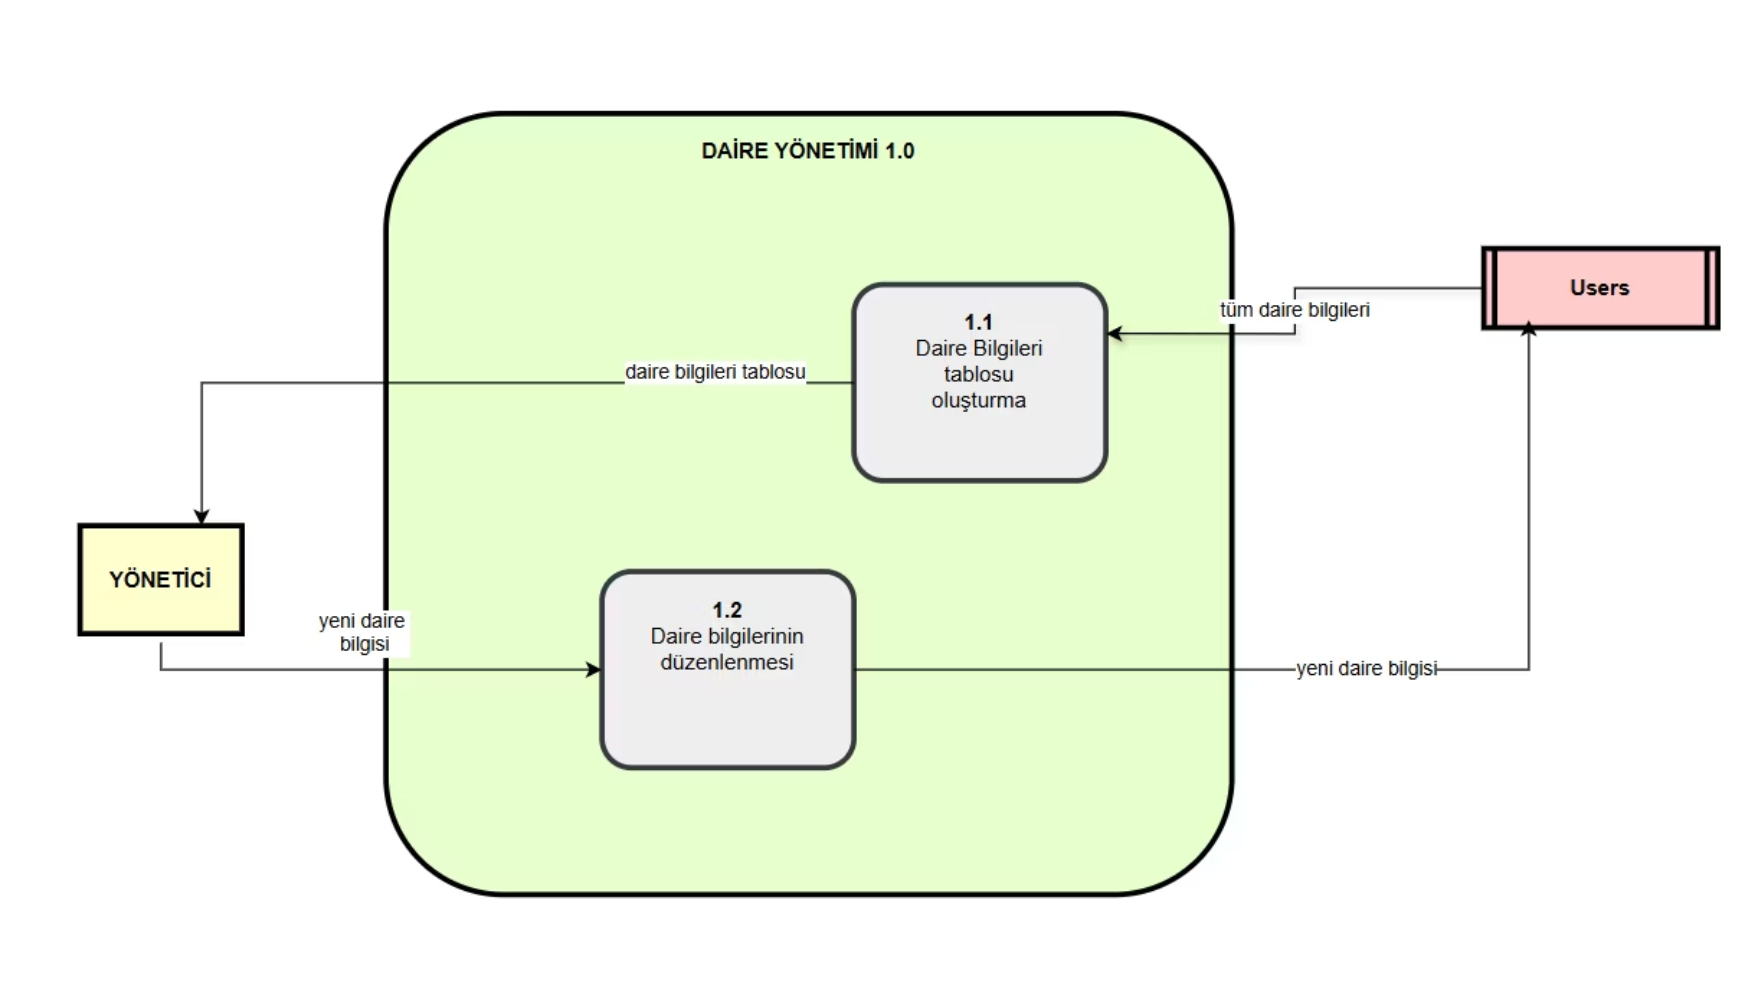 DAİRE YÖNETİMİ 1.0
Users
tüm daire bilgileri
1.1
Daire Bilgileri
tablosu
oluşturma
daire bilgileri tablosu
YÖNETİCİ
yeni daire
bilgisi
1.2
Daire bilgilerinin
düzenlenmesi
yeni daire bilgisi